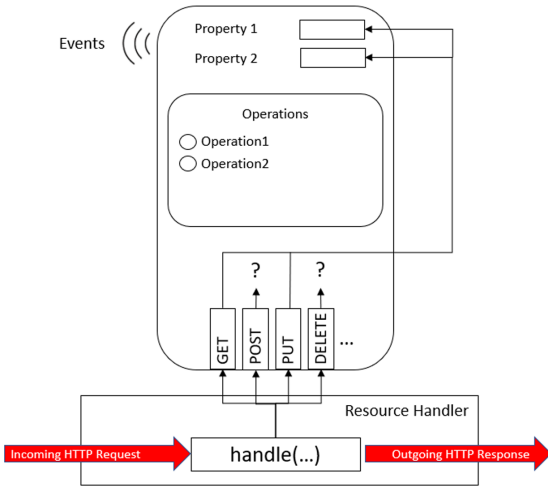 Events
Property 1
Property 2
Operations
Operation1
Operation2
? ?
GET POST PUT DELETE ...
Resource Handler
Incoming HTTP Request
handle(...)
Outgoing HTTP Response